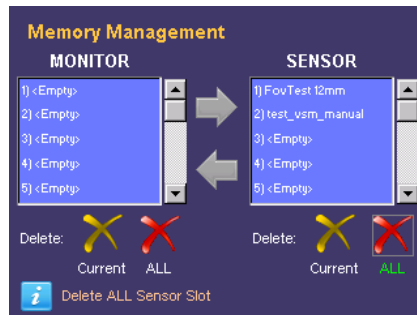 Memory Management
MONITOR
1) <Empty>
2) <Empty>
3) <Empty>
4) <Empty>
5) <Empty>
SENSOR
1) FovTest 12mm
2) test_vsm_manual
3) <Empty>
4) <Empty>
5) <Empty>
Delete:
Current
ALL
Delete:
Current
ALL
i
Delete ALL Sensor Slot